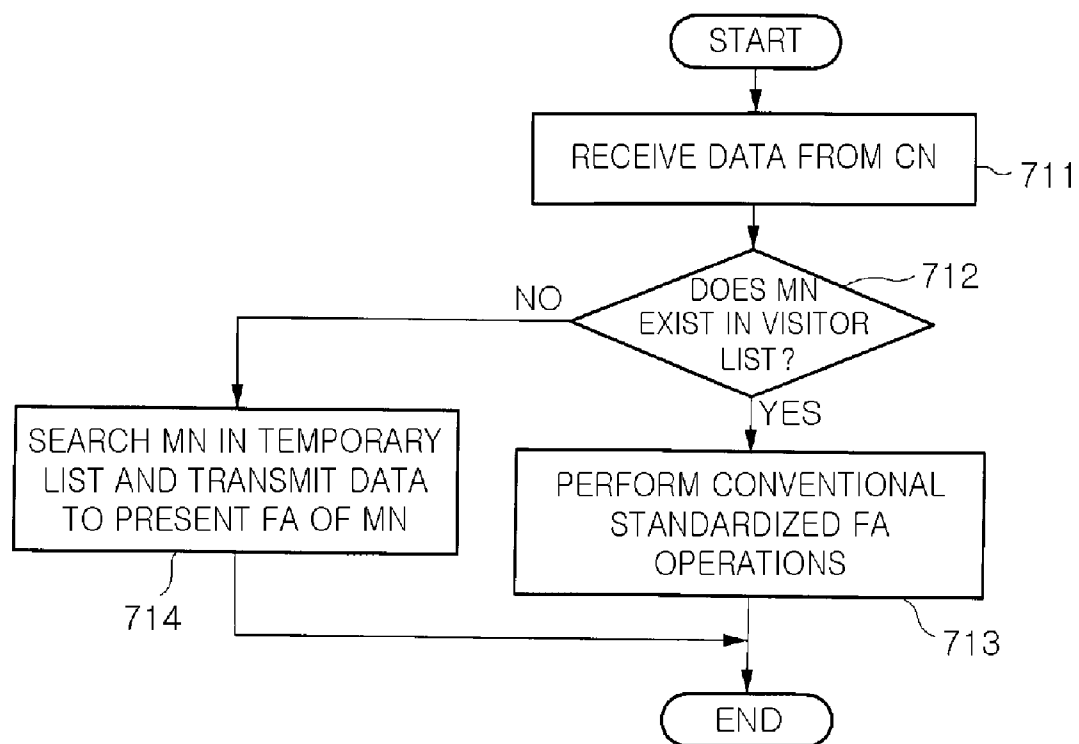 START
RECEIVE DATA FROM CN
711
DOES MN
EXIST IN VISITOR
LIST?
712
NO
YES
SEARCH MN IN TEMPORARY
LIST AND TRANSMIT DATA
TO PRESENT FA OF MN
714
PERFORM CONVENTIONAL
STANDARDIZED FA
OPERATIONS
713
END